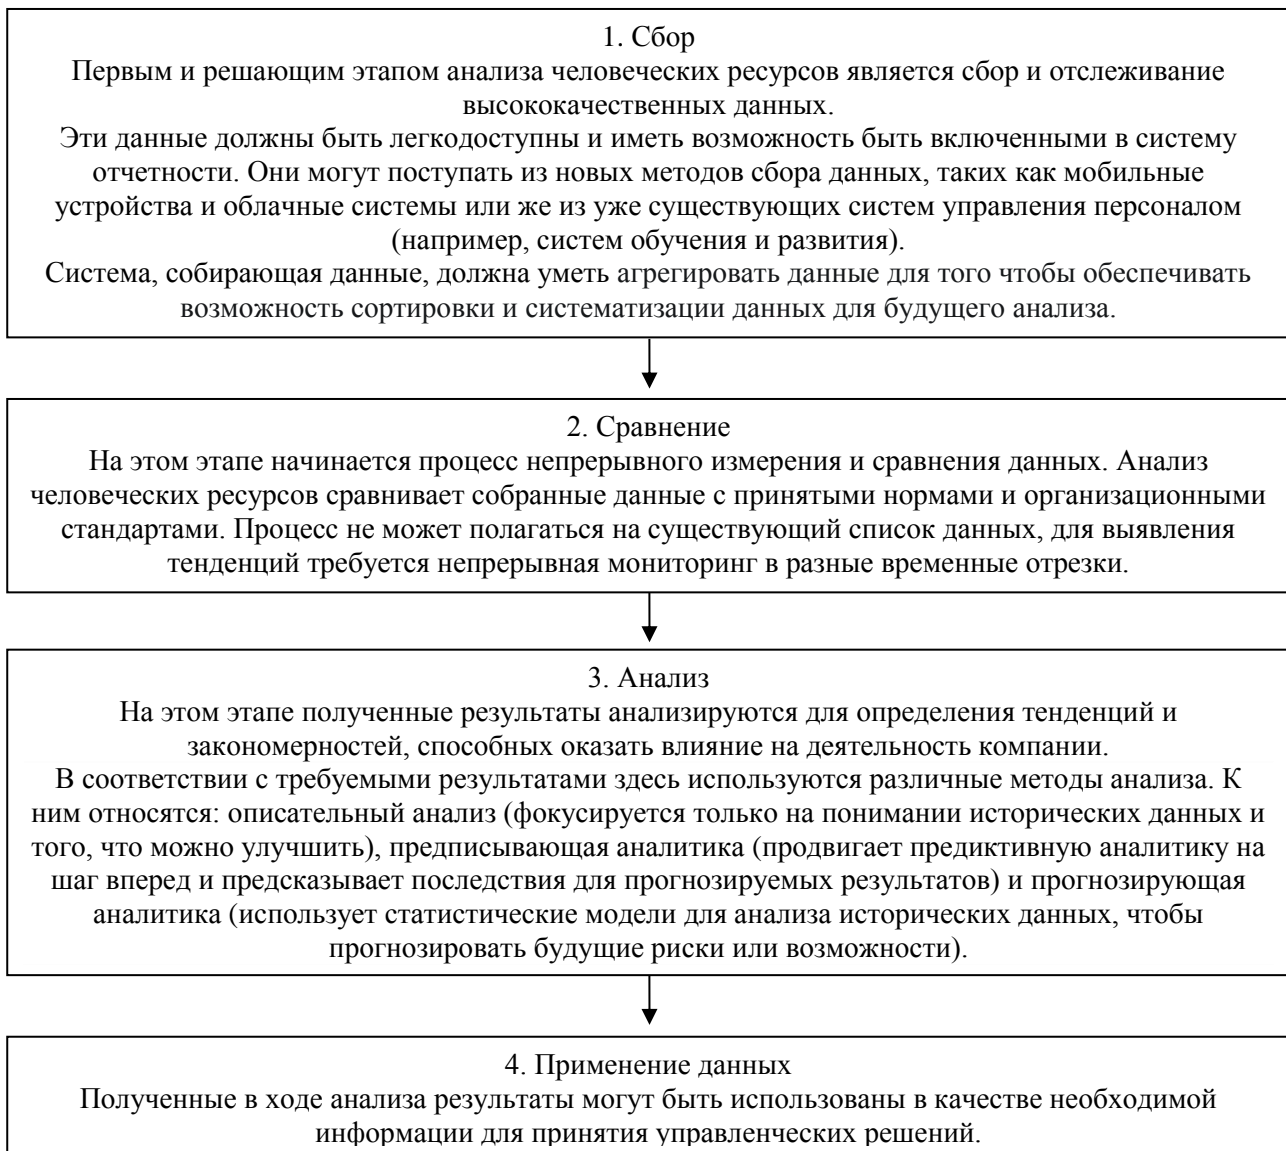 1. Сбор
Первым и решающим этапом анализа человеческих ресурсов является сбор и отслеживание
высококачественных данных.
Эти данные должны быть легкодоступны и иметь возможность быть включенными в систему
отчетности. Они могут поступать из новых методов сбора данных, таких как мобильные
устройства и облачные системы или же из уже существующих систем управления персоналом
(например, систем обучения и развития).
Система, собирающая данные, должна уметь агрегировать данные для того чтобы обеспечивать
возможность сортировки и систематизации данных для будущего анализа.
2. Сравнение
На этом этапе начинается процесс непрерывного измерения и сравнения данных. Анализ
человеческих ресурсов сравнивает собранные данные с принятыми нормами и организационными
стандартами. Процесс не может полагаться на существующий список данных, для выявления
тенденций требуется непрерывная мониторинг в разные временные отрезки.
3. Анализ
На этом этапе полученные результаты анализируются для определения тенденций и
закономерностей, способных оказать влияние на деятельность компании.
В соответствии с требуемыми результатами здесь используются различные методы анализа. К
ним относятся: описательный анализ (фокусируется только на понимании исторических данных и
того, что можно улучшить), предписывающая аналитика (продвигает предиктивную аналитику на
шаг вперед и предсказывает последствия для прогнозируемых результатов) и прогнозирующая
аналитика (использует статистические модели для анализа исторических данных, чтобы
прогнозировать будущие риски или возможности).
4. Применение данных
Полученные в ходе анализа результаты могут быть использованы в качестве необходимой
информации для принятия управленческих решений.